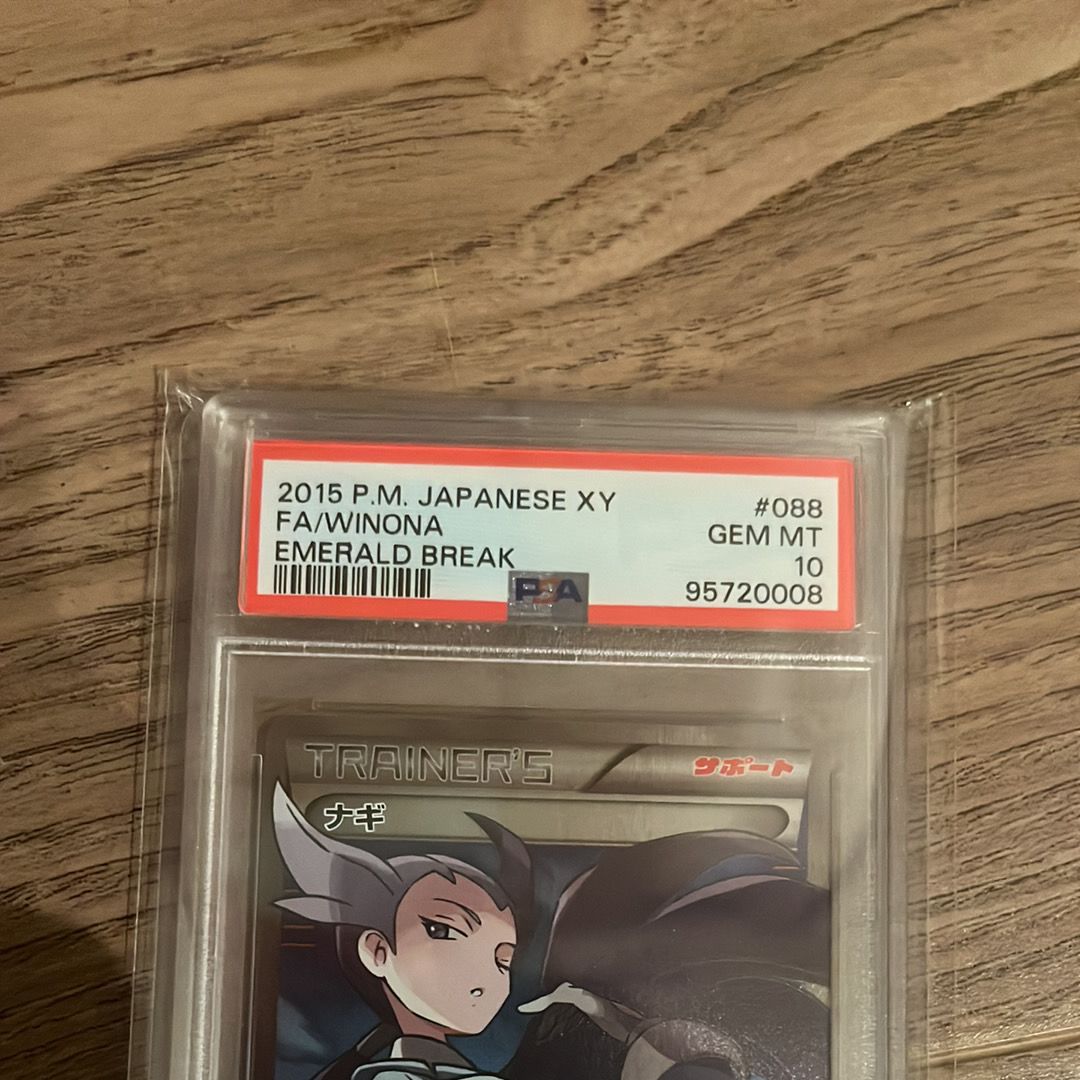 2015 P.M. JAPANESE XY #088
FA/WINONA GEM MT
EMERALD BREAK 10
PSA 95720008
TRAINER'S サポート
ナギ